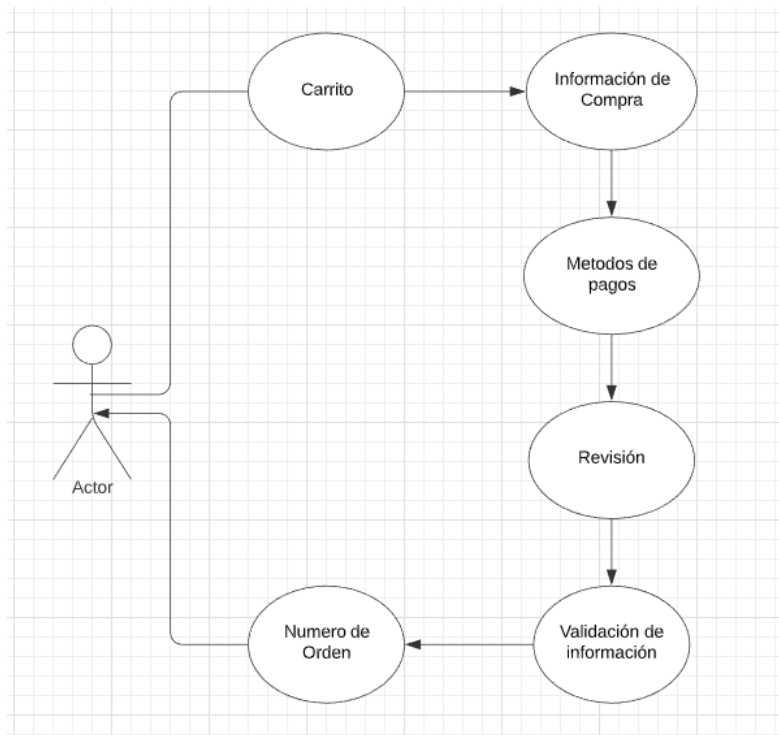 Carrito
Información de
Compra
Metodos de
pagos
Revisión
Actor
Numero de
Orden
Validación de
información